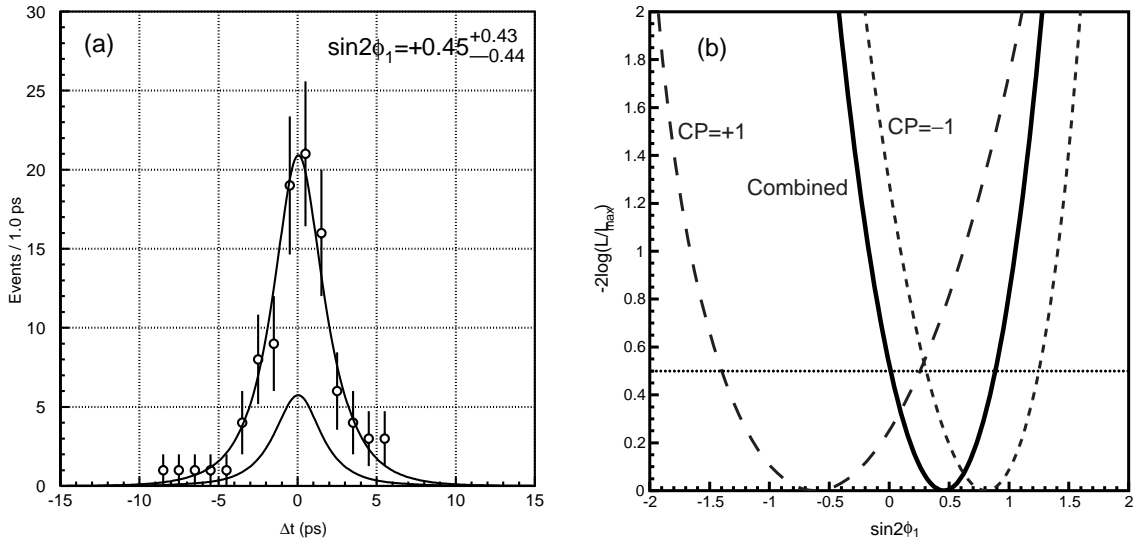 (a)
sin2ϕ₁=+0.45 +0.43 —0.44
30
25
20
15
10
5
0
-15 -10 -5 0 5 10 15
Δt (ps)
Events / 1.0 ps
(b)
CP=+1
CP=−1
Combined
2
1.8
1.6
1.4
1.2
1
0.8
0.6
0.4
0.2
0
-2 -1.5 -1 -0.5 0 0.5 1 1.5 2
sin2ϕ₁
-2log(L/Lmax)